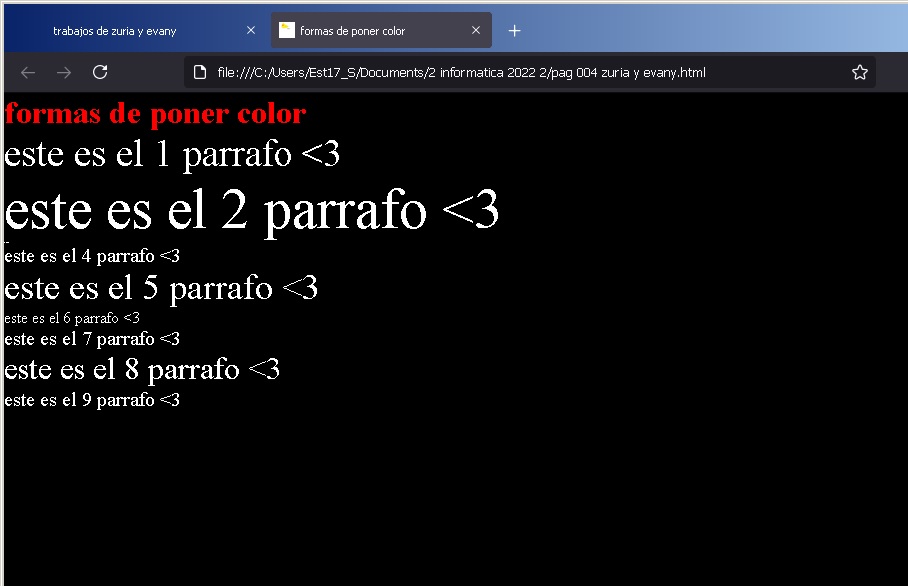 trabajos de zuria y evany
formas de poner color
file:///C:/Users/Est17_S/Documents/2 informatica 2022 2/pag 004 zuria y evany.html
formas de poner color
este es el 1 parrafo <3
este es el 2 parrafo <3
este es el 4 parrafo <3
este es el 5 parrafo <3
este es el 6 parrafo <3
este es el 7 parrafo <3
este es el 8 parrafo <3
este es el 9 parrafo <3